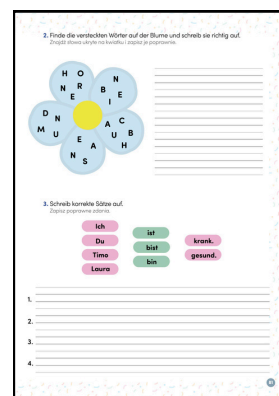 2. Finde die versteckten Wörter auf der Blume und schreib sie richtig auf.
Znajdź słowa ukryte na kwiatku i zapisz je poprawnie.
H O
N R
E
N
B E
I
D N
M U
A C
U B
H
E A
N S
3. Schreib korrekte Sätze auf.
Zapisz poprawne zdania.
Ich
Du
Timo
Laura
ist
bist
bin
krank.
gesund.
1.
2.
3.
4.